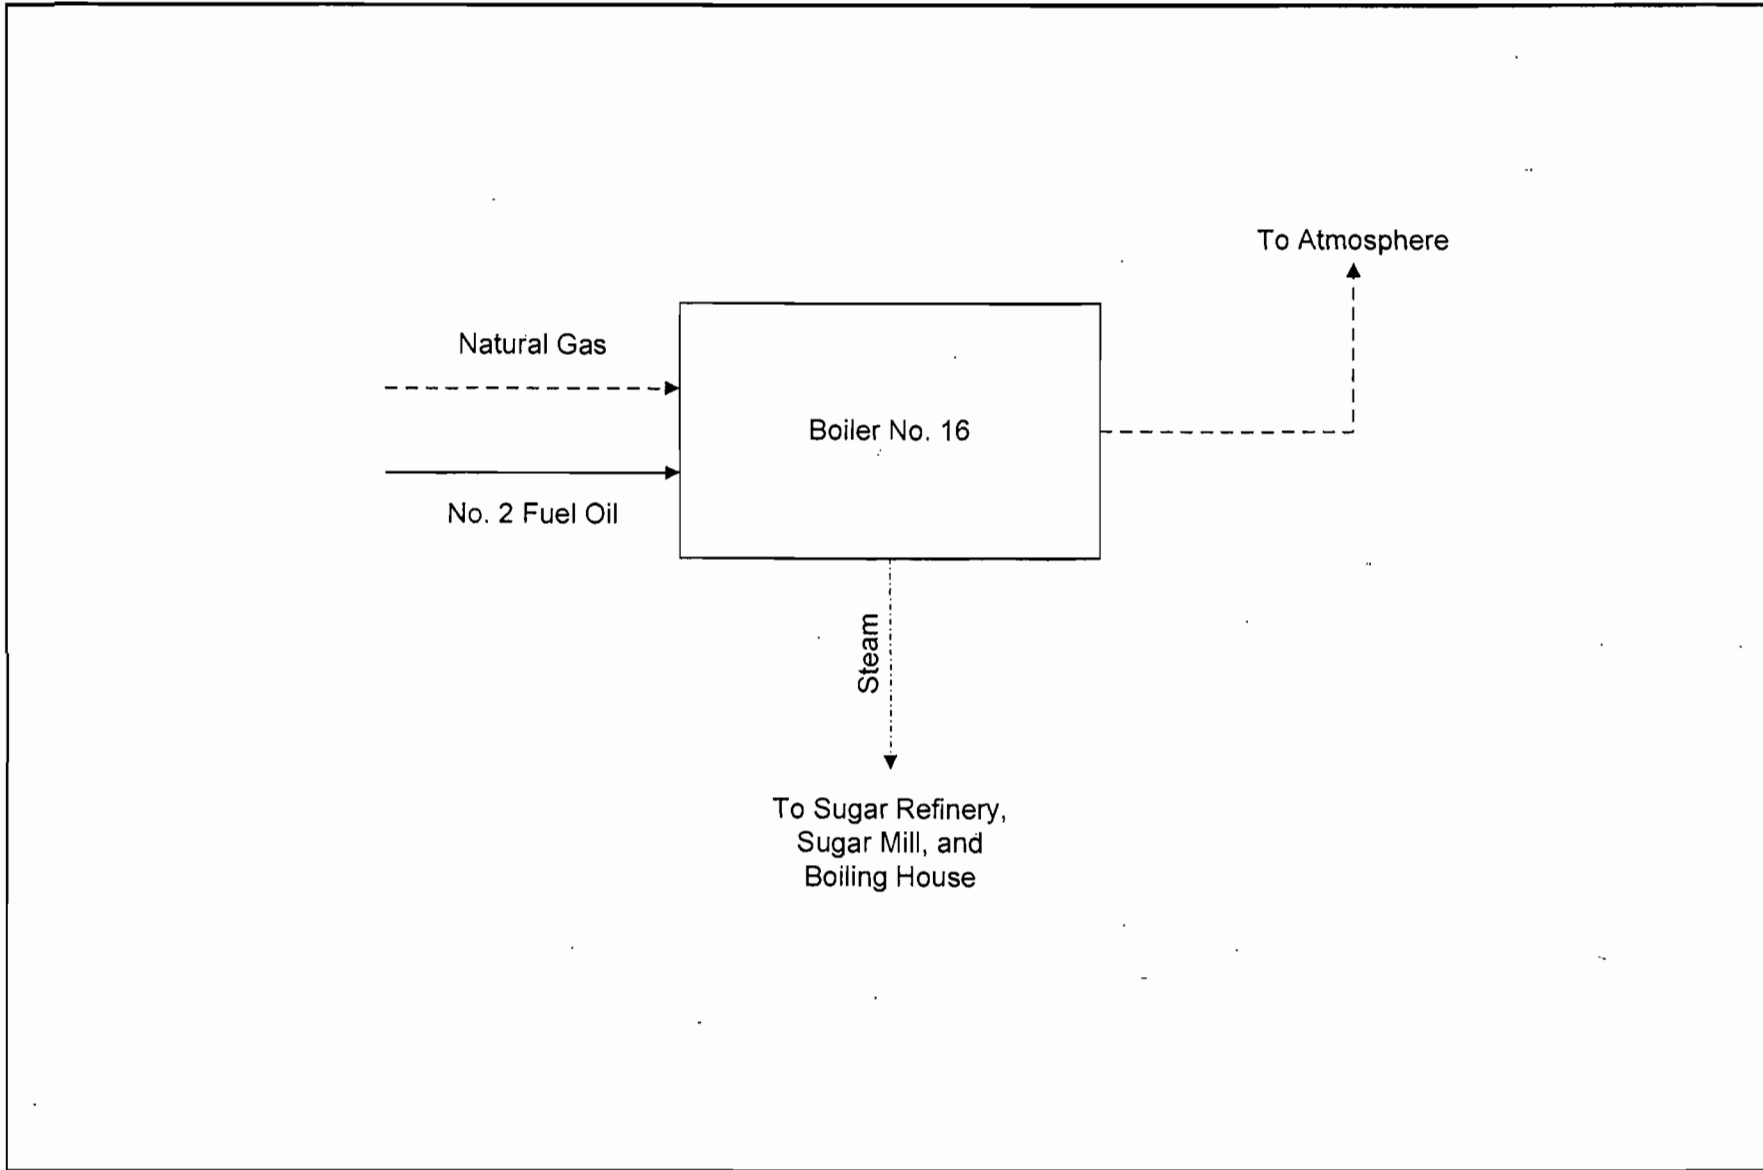 To Atmosphere
Natural Gas
Boiler No. 16
No. 2 Fuel Oil
Steam
To Sugar Refinery,
Sugar Mill, and
Boiling House